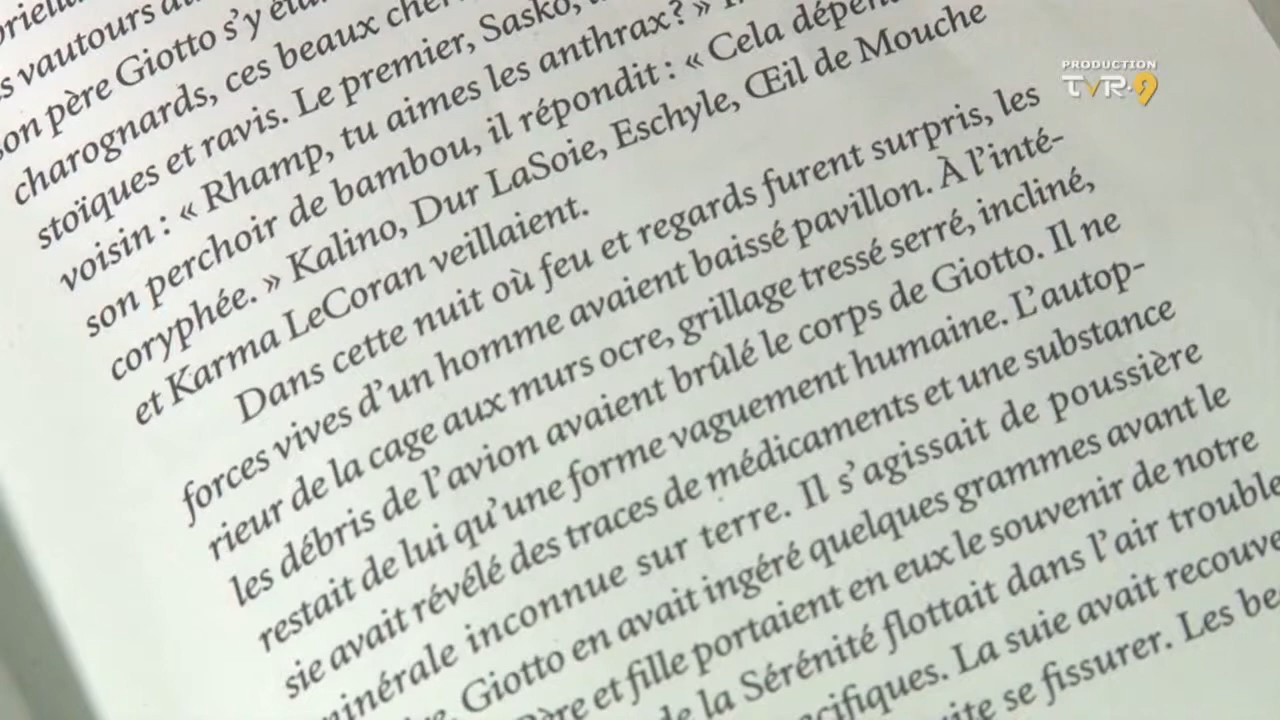 s vautours
son père Giotto s'y
charognards, ces beaux
stoïques et ravis. Le premier, Sasko,
voisin : « Rhamp, tu aimes les anthrax ? »
son perchoir de bambou, il répondit : « Cela
coryphée. » Kalino, Dur LaSoie, Eschyle, Œil de Mouche
et Karma LeCoran veillaient.
Dans cette nuit où feu et regards furent surpris, les
forces vives d'un homme avaient baissé pavillon. À l'inté-
rieur de la cage aux murs ocre, grillage tressé serré, incliné,
les débris de l'avion avaient brûlé le corps de Giotto. Il ne
restait de lui qu'une forme vaguement humaine. L'autop-
sie avait révélé des traces de médicaments et une substance
minérale inconnue sur terre. Il s'agissait de poussière
Giotto en avait ingéré quelques grammes avant le
et fille portaient en eux le souvenir de notre
de la Sérénité flottait dans l'air
La suie avait
se fissurer. Les
PRODUCTION
TVR·9